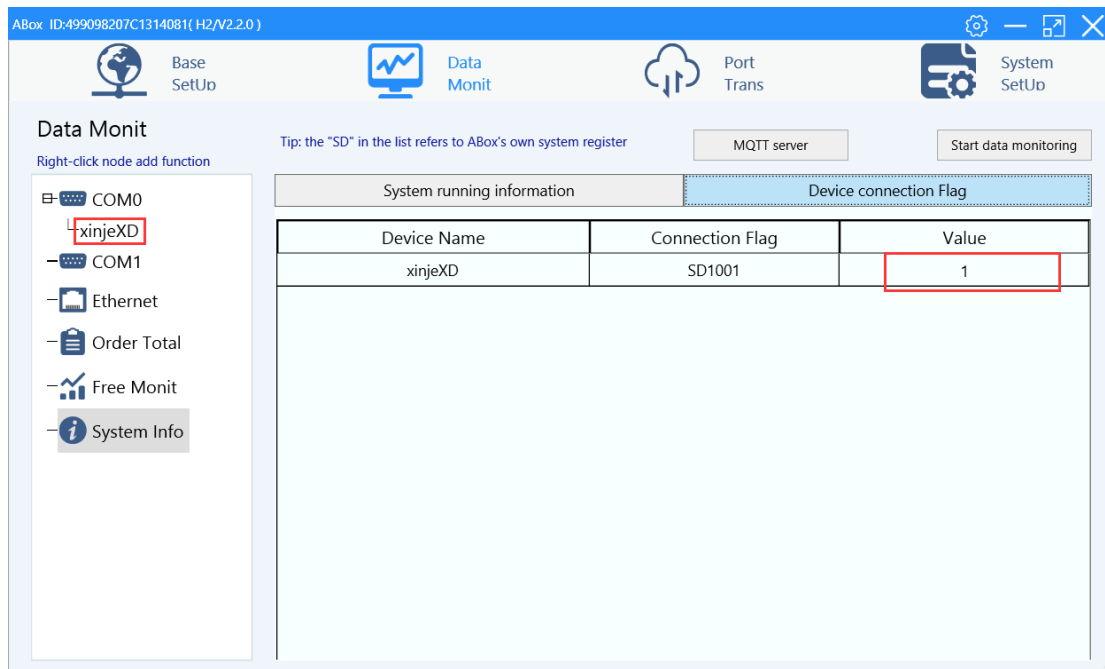 ABox ID:499098207C1314081( H2/V2.2.0 )
Base
SetUp
Data
Monit
Port
Trans
System
SetUp
Data Monit
Right-click node add function
Tip: the "SD" in the list refers to ABox's own system register
MQTT server
Start data monitoring
COM0
xinjeXD
COM1
Ethernet
Order Total
Free Monit
System Info
System running information
Device connection Flag
Device Name Connection Flag Value
xinjeXD SD1001 1